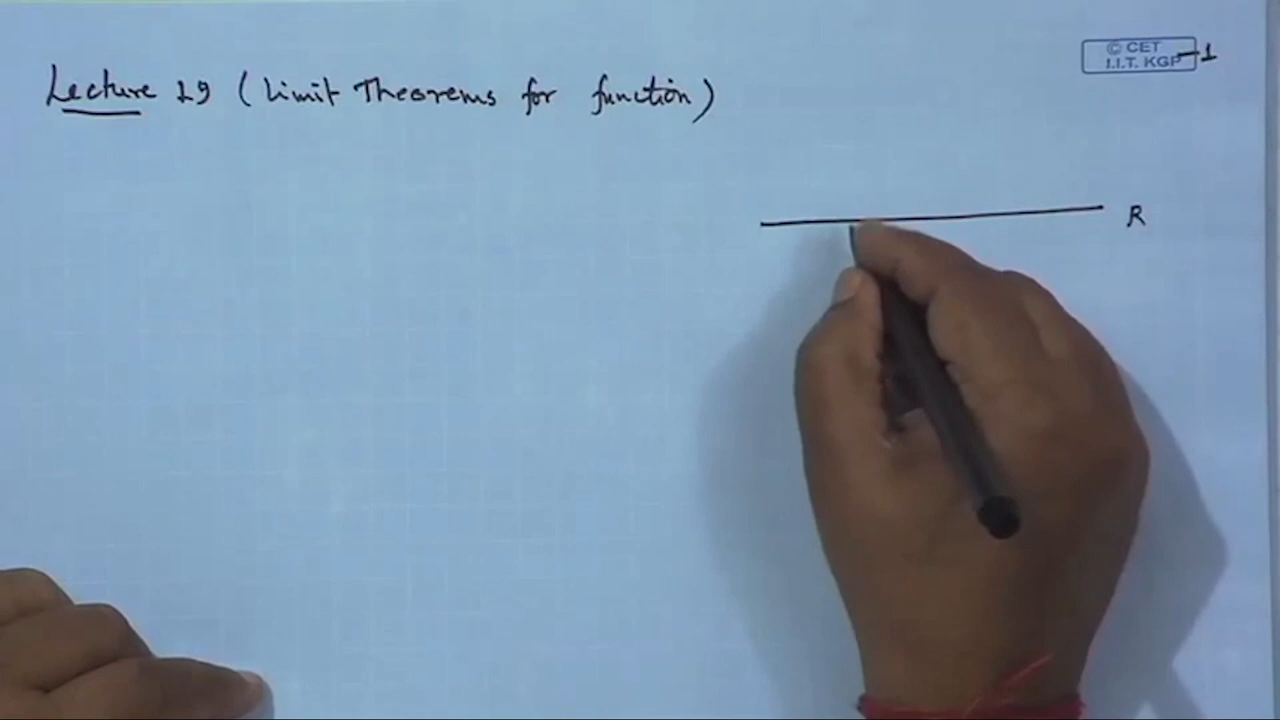 Lecture 19 (Limit Theorems for function)
© CET
I.I.T. KGP
-1
R